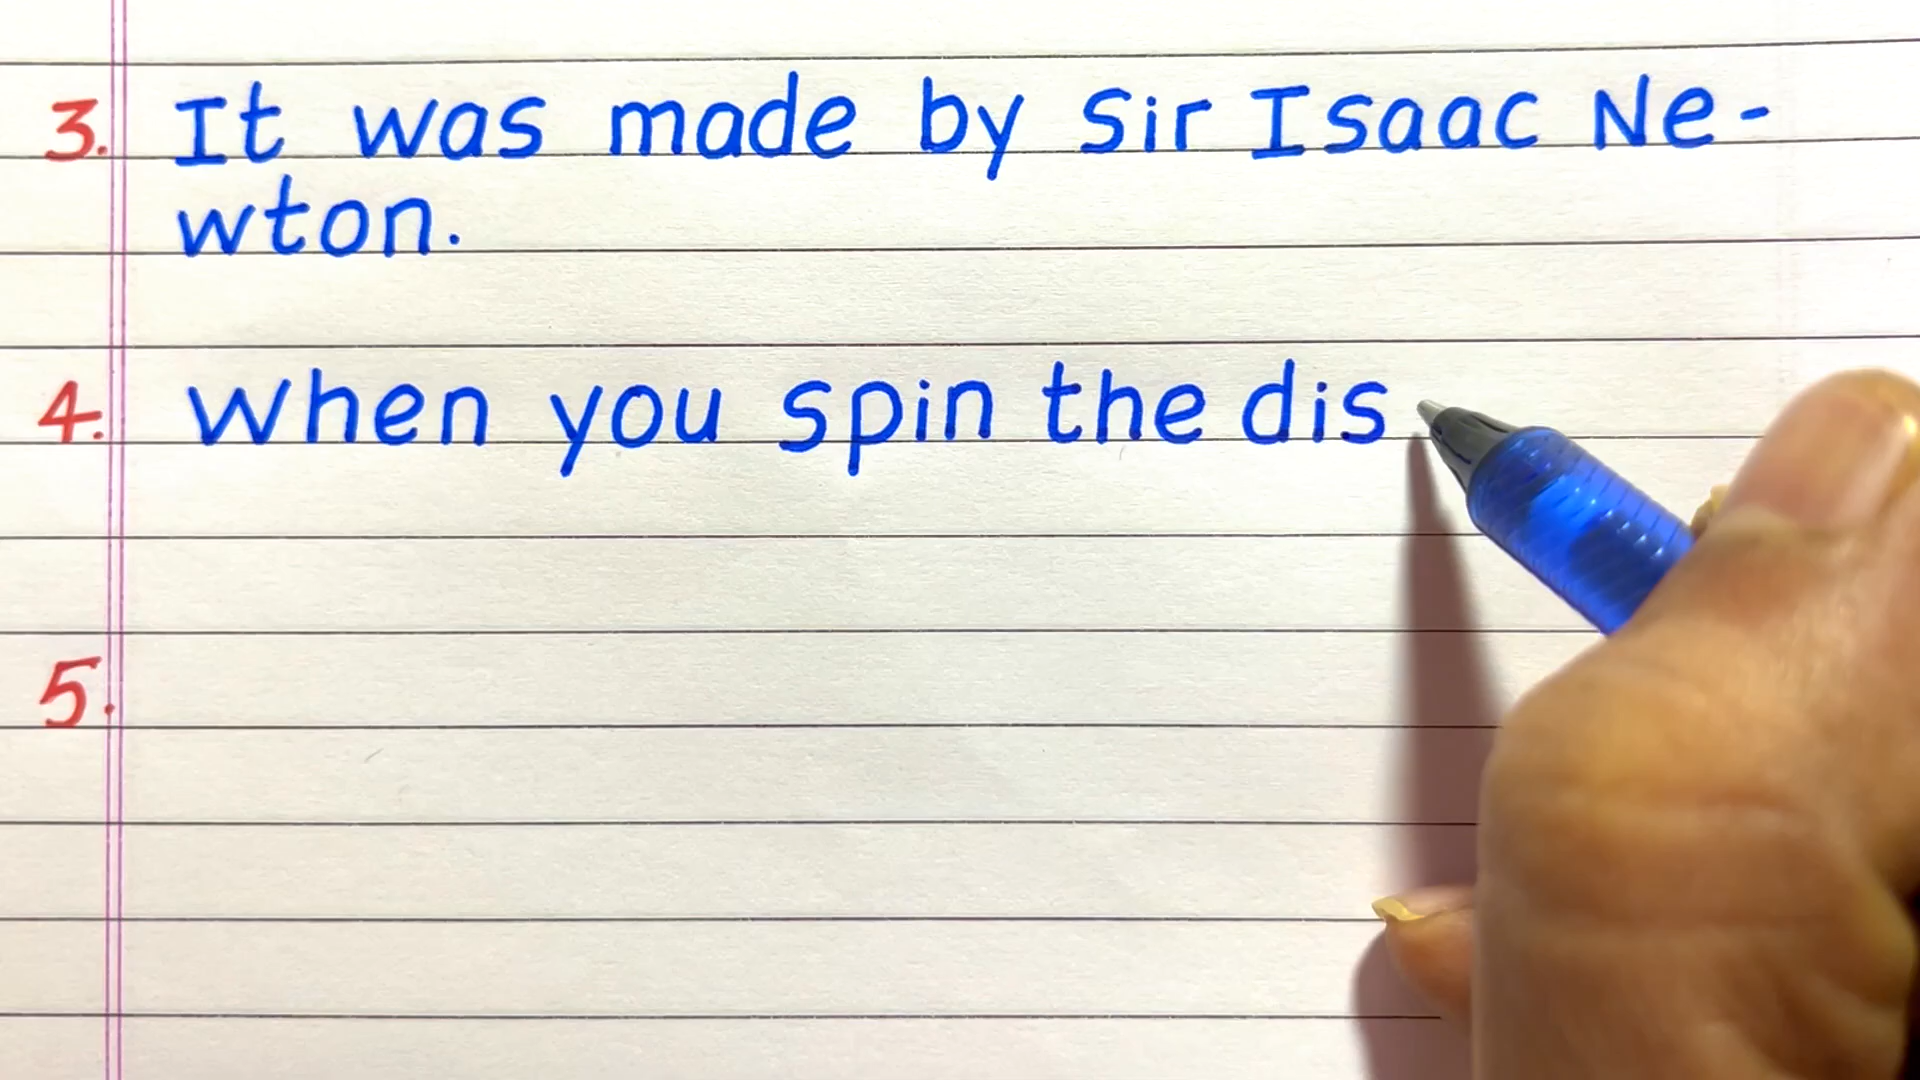 3. It was made by Sir Isaac Ne-
wton.
4. When you spin the dis
5.